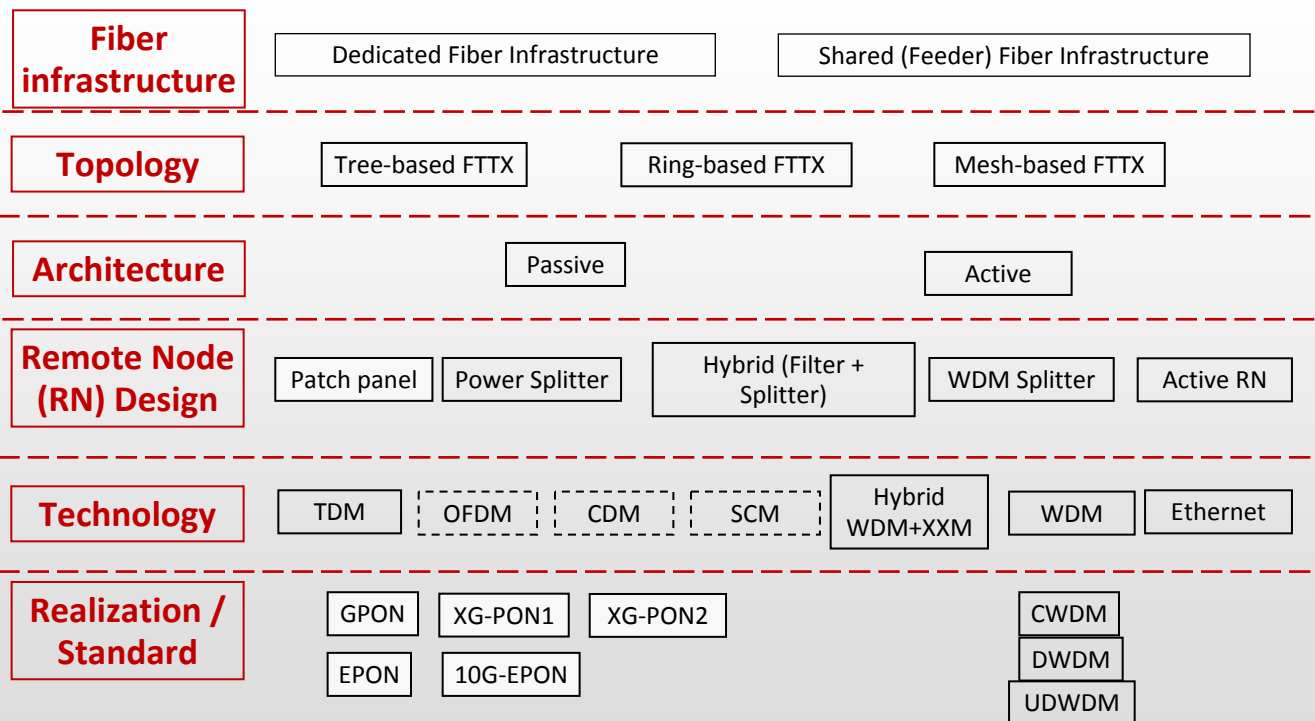 Fiber
infrastructure
Dedicated Fiber Infrastructure
Shared (Feeder) Fiber Infrastructure
Topology
Tree-based FTTX
Ring-based FTTX
Mesh-based FTTX
Architecture
Passive
Active
Remote Node
(RN) Design
Patch panel
Power Splitter
Hybrid (Filter +
Splitter)
WDM Splitter
Active RN
Technology
TDM
OFDM
CDM
SCM
Hybrid
WDM+XXM
WDM
Ethernet
Realization /
Standard
GPON
XG-PON1
XG-PON2
EPON
10G-EPON
CWDM
DWDM
UDWDM